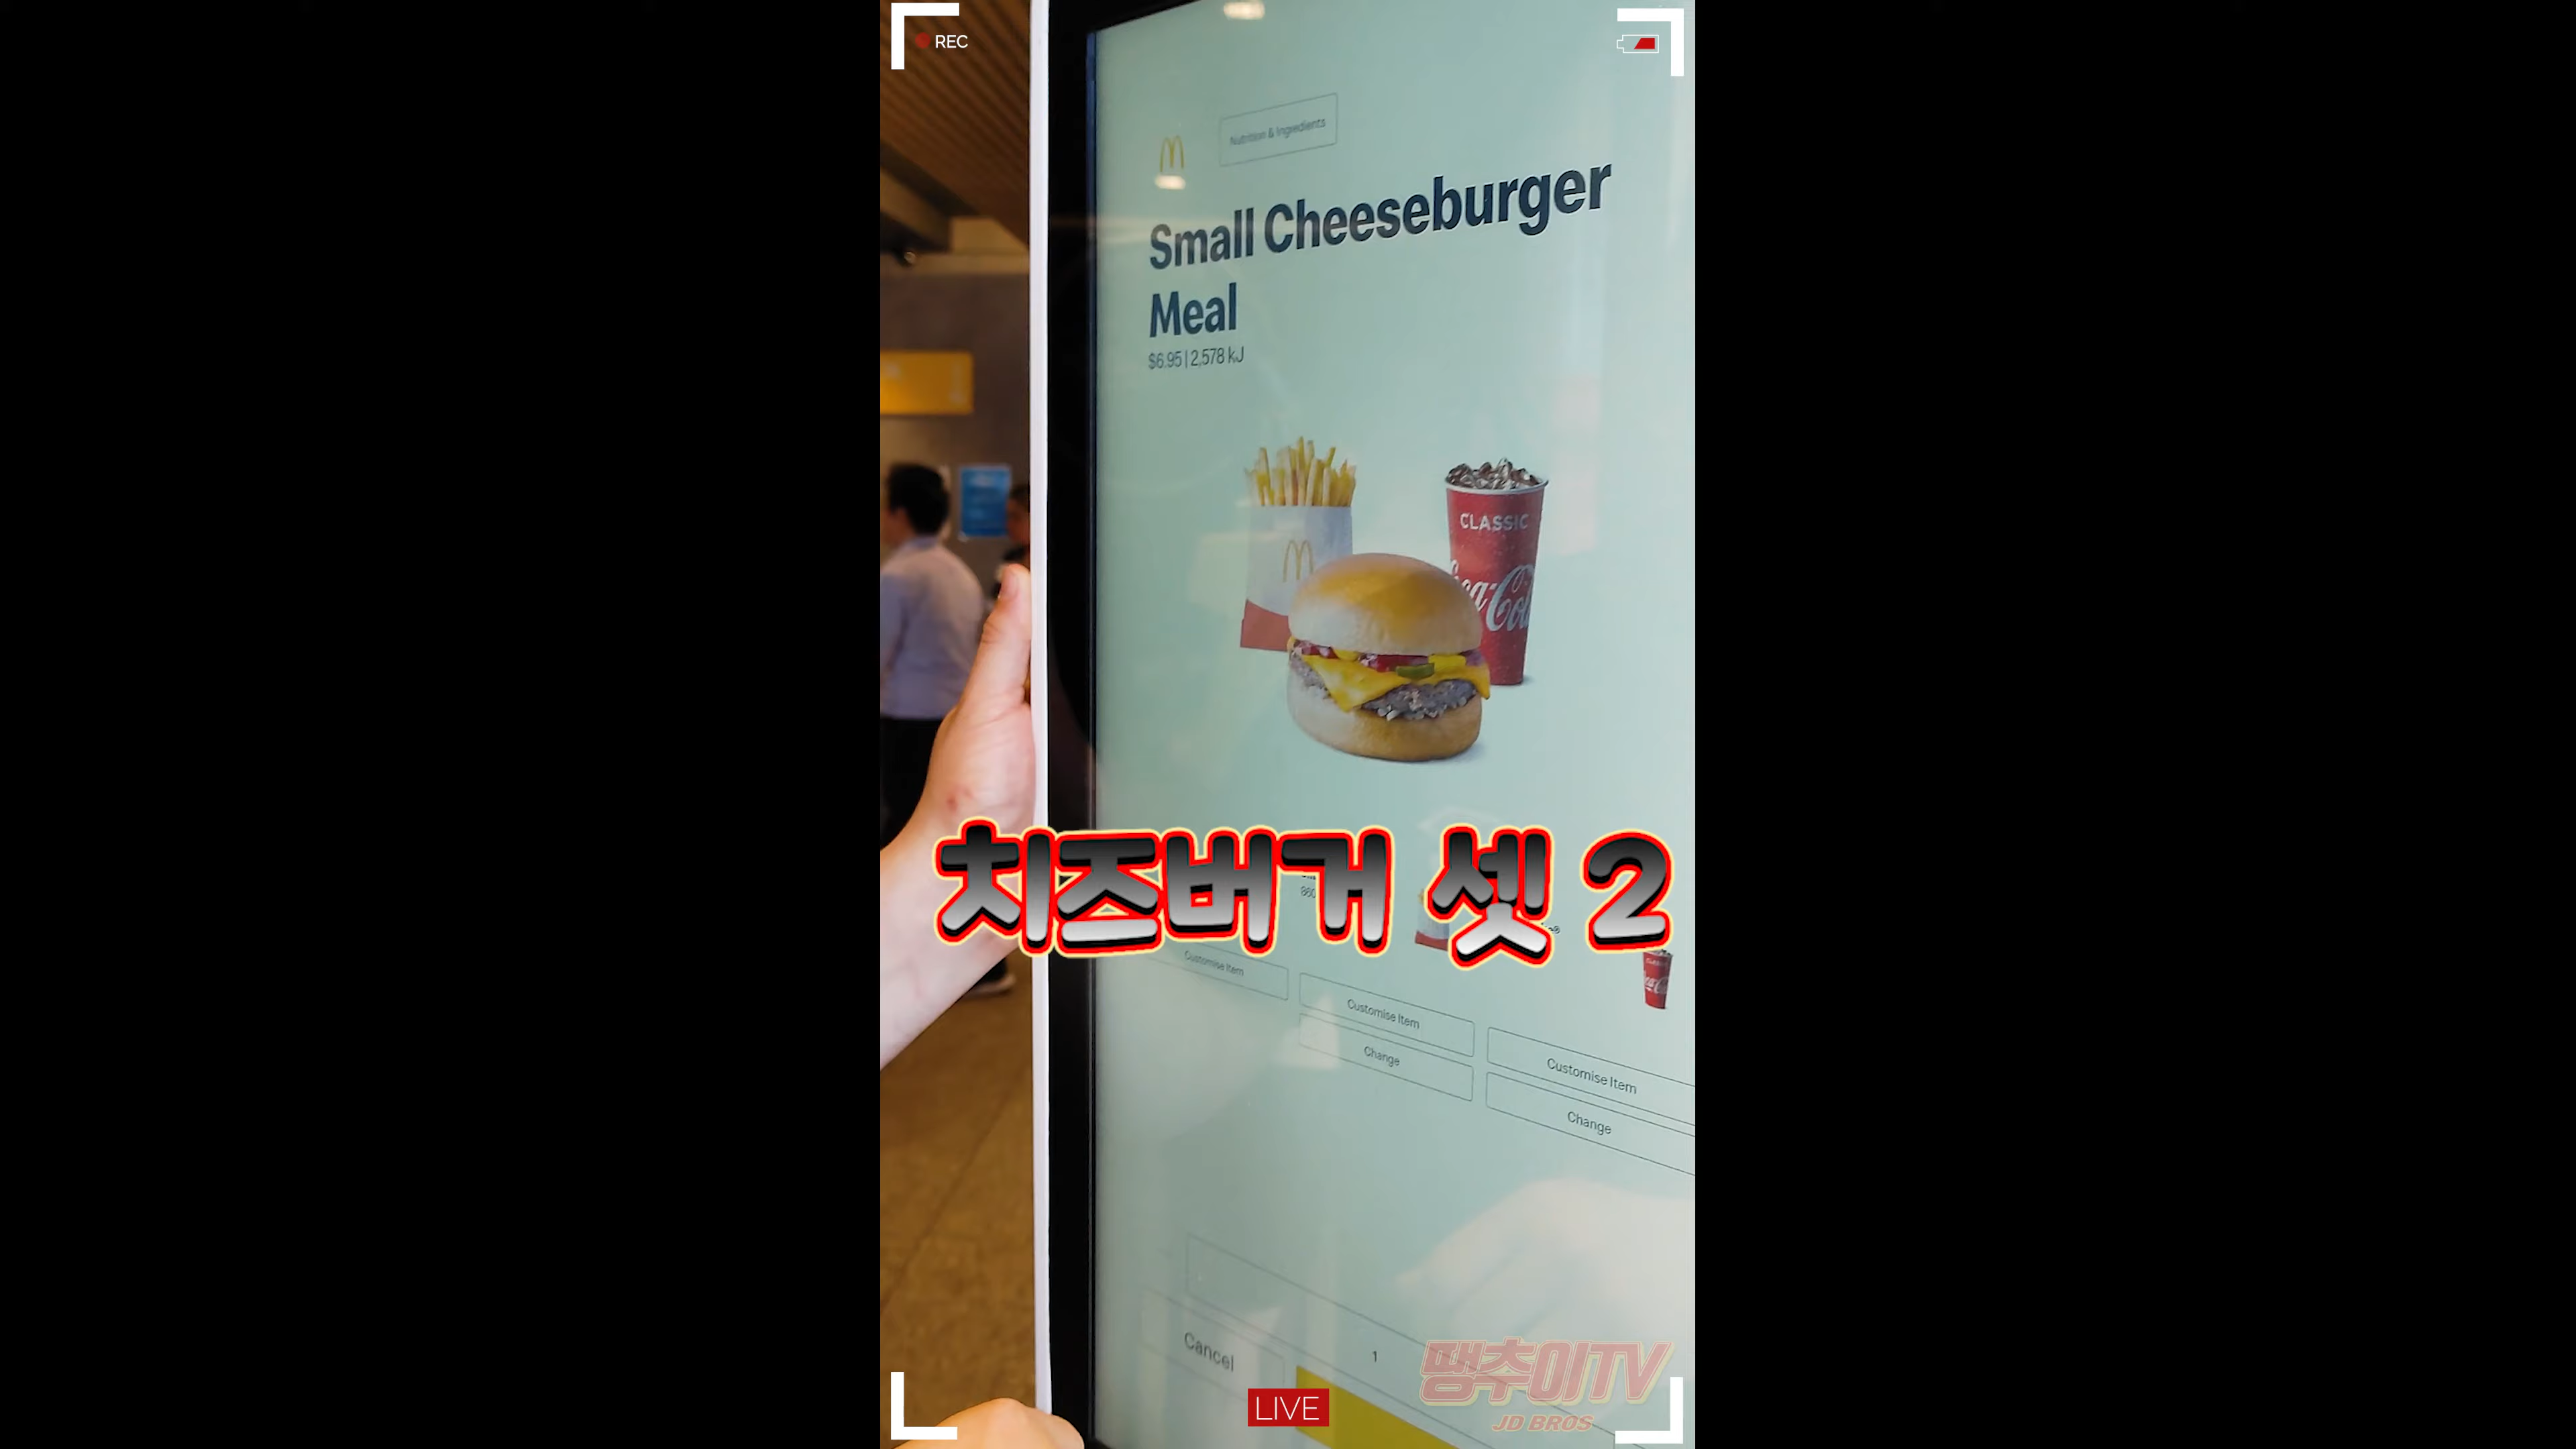 REC
Nutrition & Ingredients
Small Cheeseburger
Meal
$6.95 | 2,578 kJ
CLASSIC
Coca-Cola
치즈버거 셋 2
Customise Item
Customise Item
Change
Customise Item
Change
Cancel
1
LIVE
땡추이TV
JD BROS